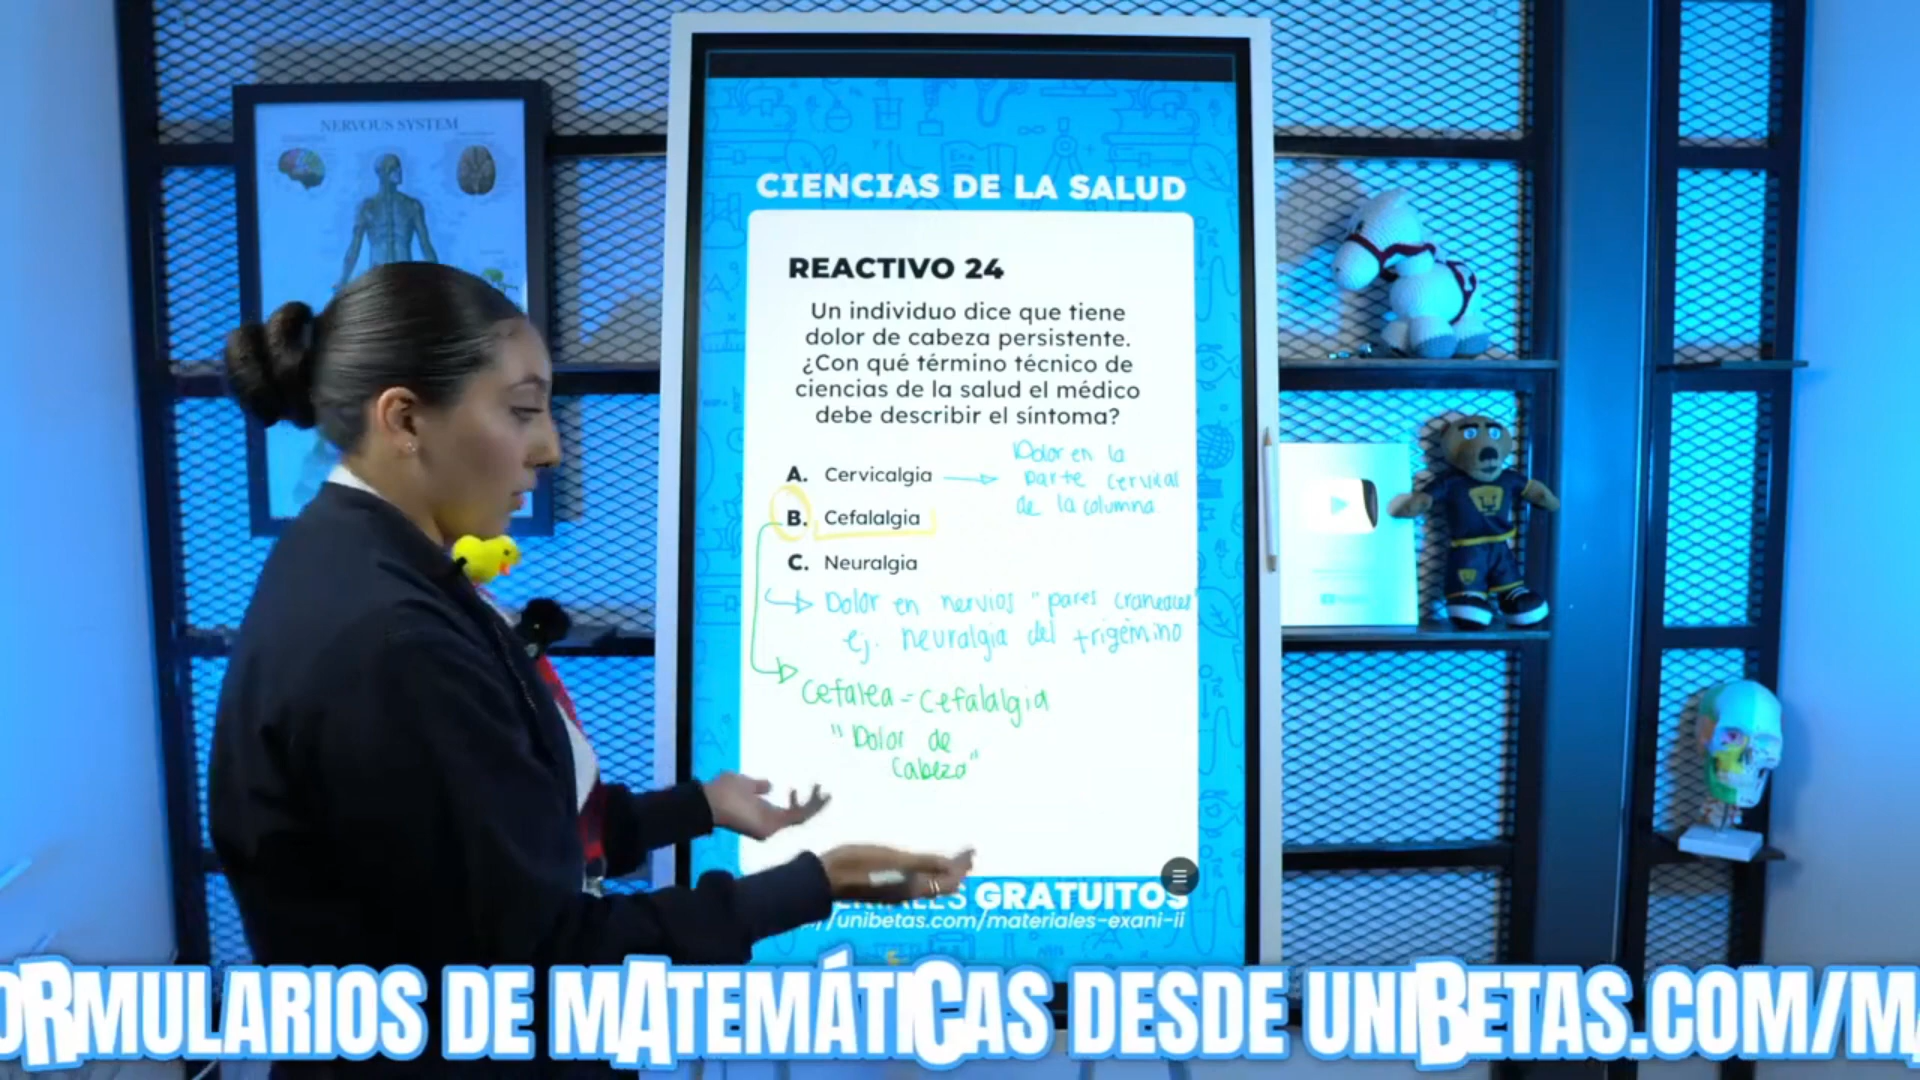 NERVOUS SYSTEM
CIENCIAS DE LA SALUD
REACTIVO 24
Un individuo dice que tiene
dolor de cabeza persistente.
¿Con qué término técnico de
ciencias de la salud el médico
debe describir el síntoma?
A. Cervicalgia
Dolor en la
parte cervical
de la columna
B. Cefalalgia
C. Neuralgia
Dolor en nervios "pares craneales"
ej. neuralgia del trigémino
Cefalea = Cefalalgia
"Dolor de
Cabeza"
GRATUITOS
/unibetas.com/materiales-exani-ii
ORMULARIOS DE MATEMÁTICAS DESDE UNIBETAS.COM/MA